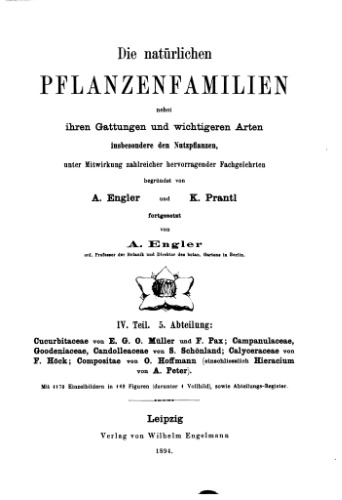 Die natürlichen
PFLANZENFAMILIEN
nebst
ihren Gattungen und wichtigeren Arten
insbesondere den Nutzpflanzen,
unter Mitwirkung zahlreicher hervorragender Fachgelehrten
begründet von
A. Engler und K. Prantl
fortgesetzt
von
A. Engler
ord. Professor der Botanik und Direktor des botan. Gartens in Berlin.
IV. Teil. 5. Abteilung:
Cucurbitaceae von E. G. O. Müller und F. Pax; Campanulaceae,
Goodeniaceae, Candolleaceae von S. Schönland; Calyceraceae von
F. Höck; Compositae von O. Hoffmann (einschliesslich Hieracium
von A. Peter).
Mit Einzelbildern in Figuren (darunter 1 Vollbild), sowie Abteilungs-Register.
Leipzig
Verlag von Wilhelm Engelmann
1894.